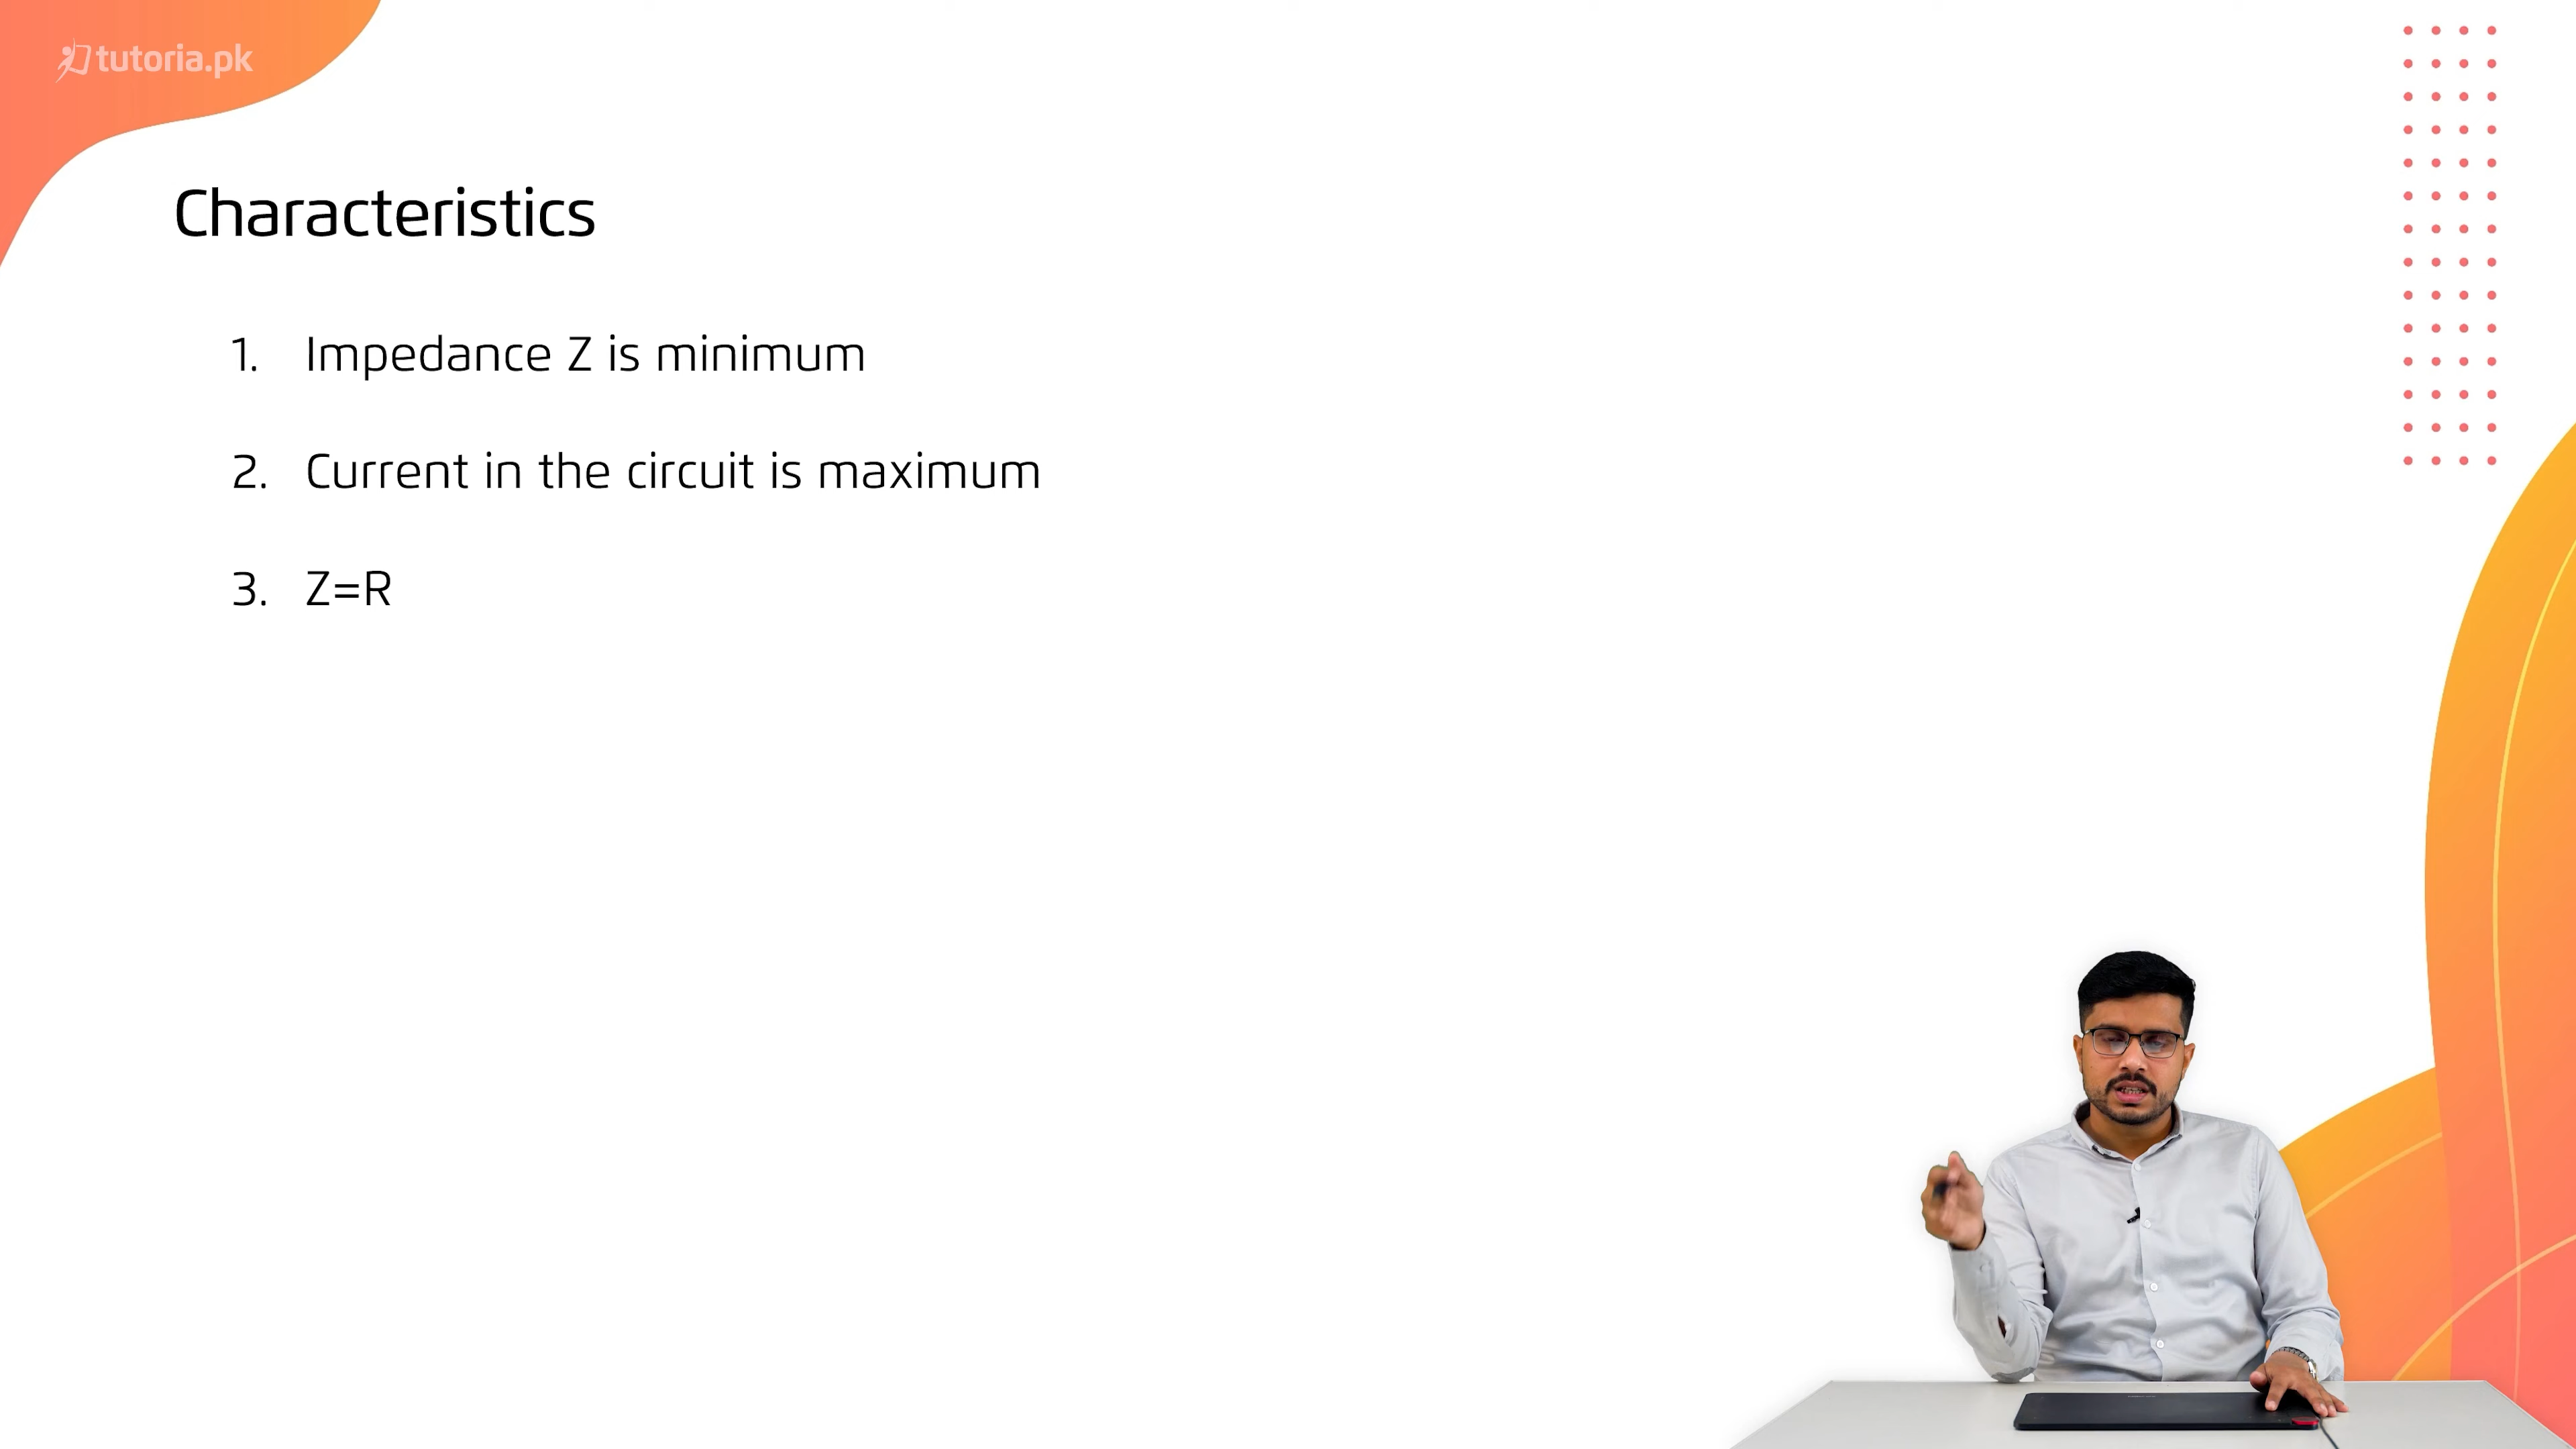 tutoria.pk
Characteristics
1. Impedance Z is minimum
2. Current in the circuit is maximum
3. Z=R